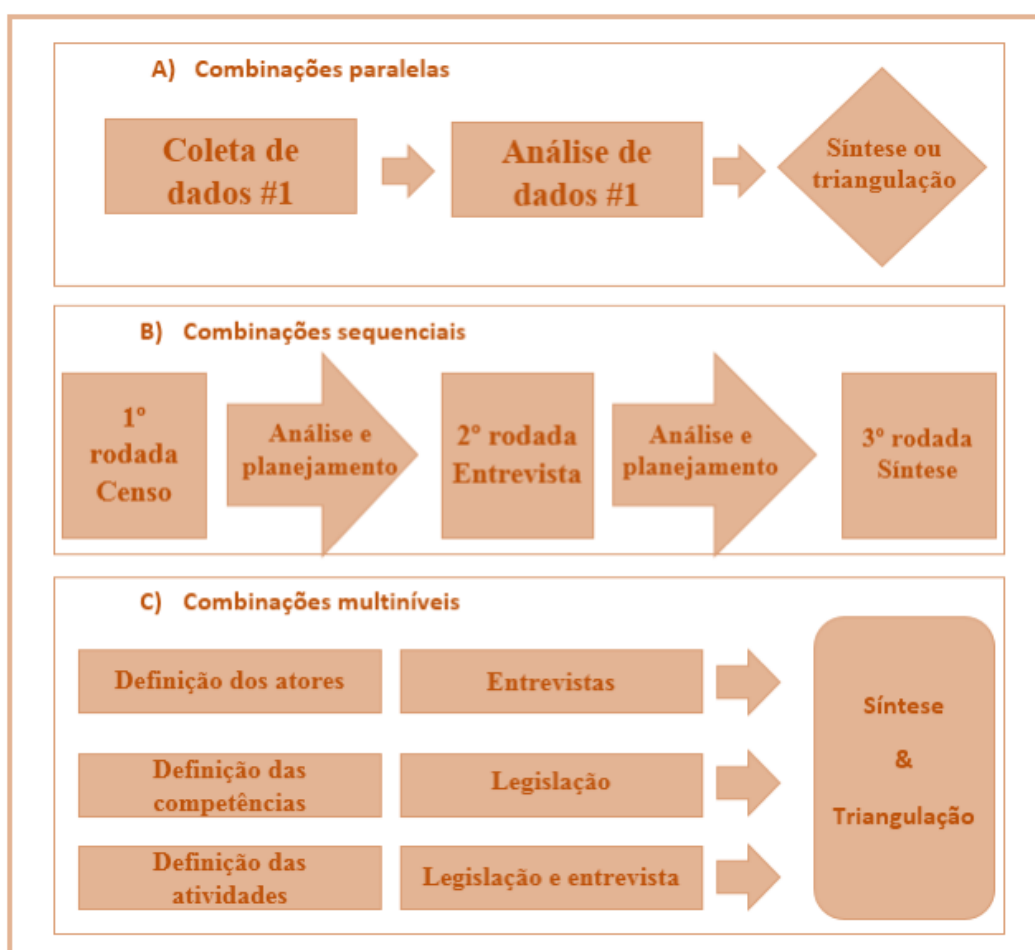 A) Combinações paralelas
Coleta de
dados #1
Análise de
dados #1
Síntese ou
triangulação
B) Combinações sequenciais
1º
rodada
Censo
Análise e
planejamento
2º rodada
Entrevista
Análise e
planejamento
3º rodada
Síntese
C) Combinações multiníveis
Definição dos atores
Entrevistas
Definição das
competências
Legislação
Definição das
atividades
Legislação e entrevista
Síntese
&
Triangulação